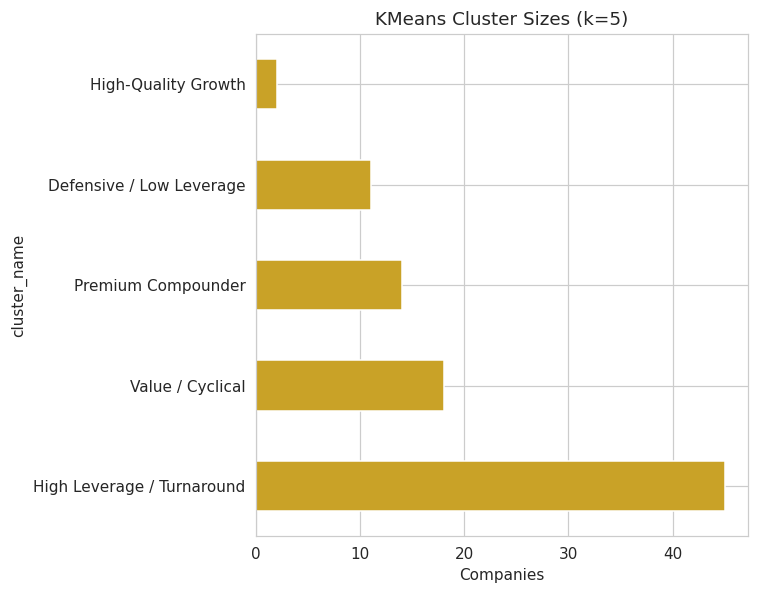 KMeans Cluster Sizes (k=5)
High-Quality Growth
Defensive / Low Leverage
Premium Compounder
Value / Cyclical
High Leverage / Turnaround
cluster_name
0 10 20 30 40
Companies